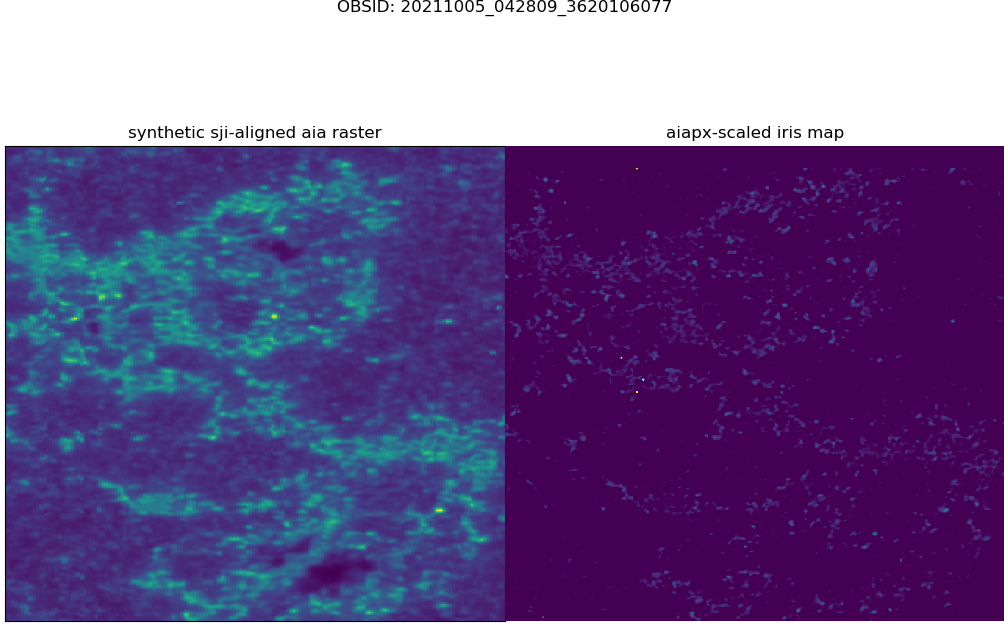 OBSID: 20211005_042809_3620106077
synthetic sji-aligned aia raster
aiapx-scaled iris map